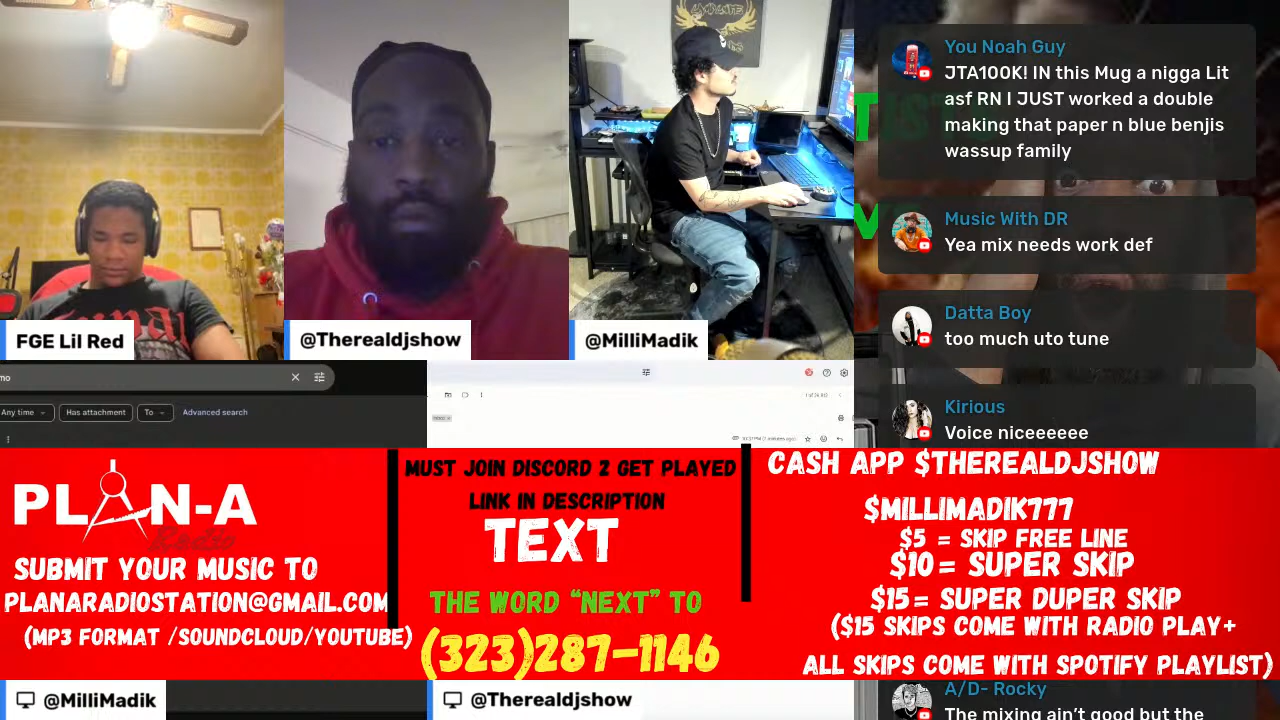 You Noah Guy
JTA100K! IN this Mug a nigga Lit
asf RN I JUST worked a double
making that paper n blue benjis
wassup family
Music With DR
Yea mix needs work def
Datta Boy
too much uto tune
Kirious
Voice niceeeeee
FGE Lil Red
@Therealdjshow
@MilliMadik
mo
Any time
Has attachment
To
Advanced search
PLAN-A
Radio
SUBMIT YOUR MUSIC TO
PLANARADIOSTATION@GMAIL.COM
(MP3 FORMAT /SOUNDCLOUD/YOUTUBE)
MUST JOIN DISCORD 2 GET PLAYED
LINK IN DESCRIPTION
TEXT
THE WORD “NEXT” TO
(323)287-1146
CASH APP $THEREALDJSHOW
$MILLIMADIK777
$5 = SKIP FREE LINE
$10 = SUPER SKIP
$15 = SUPER DUPER SKIP
($15 SKIPS COME WITH RADIO PLAY+
ALL SKIPS COME WITH SPOTIFY PLAYLIST)
@MilliMadik
@Therealdjshow
A/D- Rocky
The mixing ain’t good but the